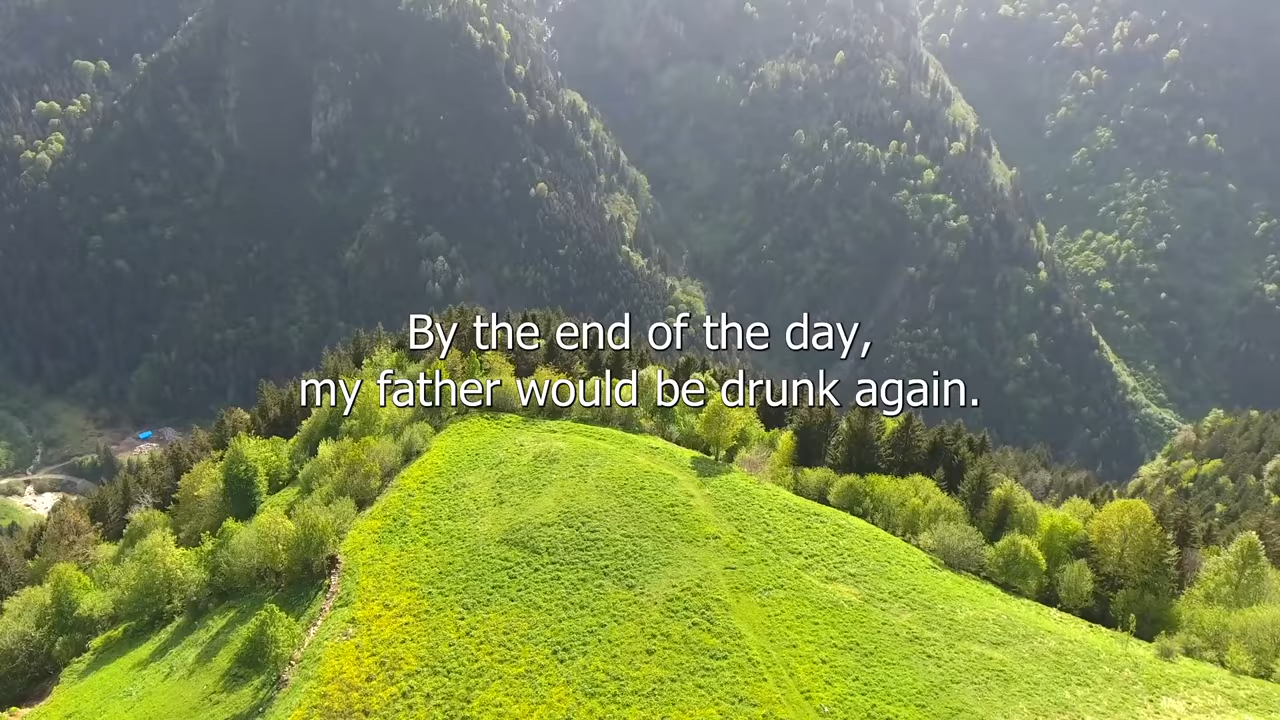 By the end of the day,
my father would be drunk again.